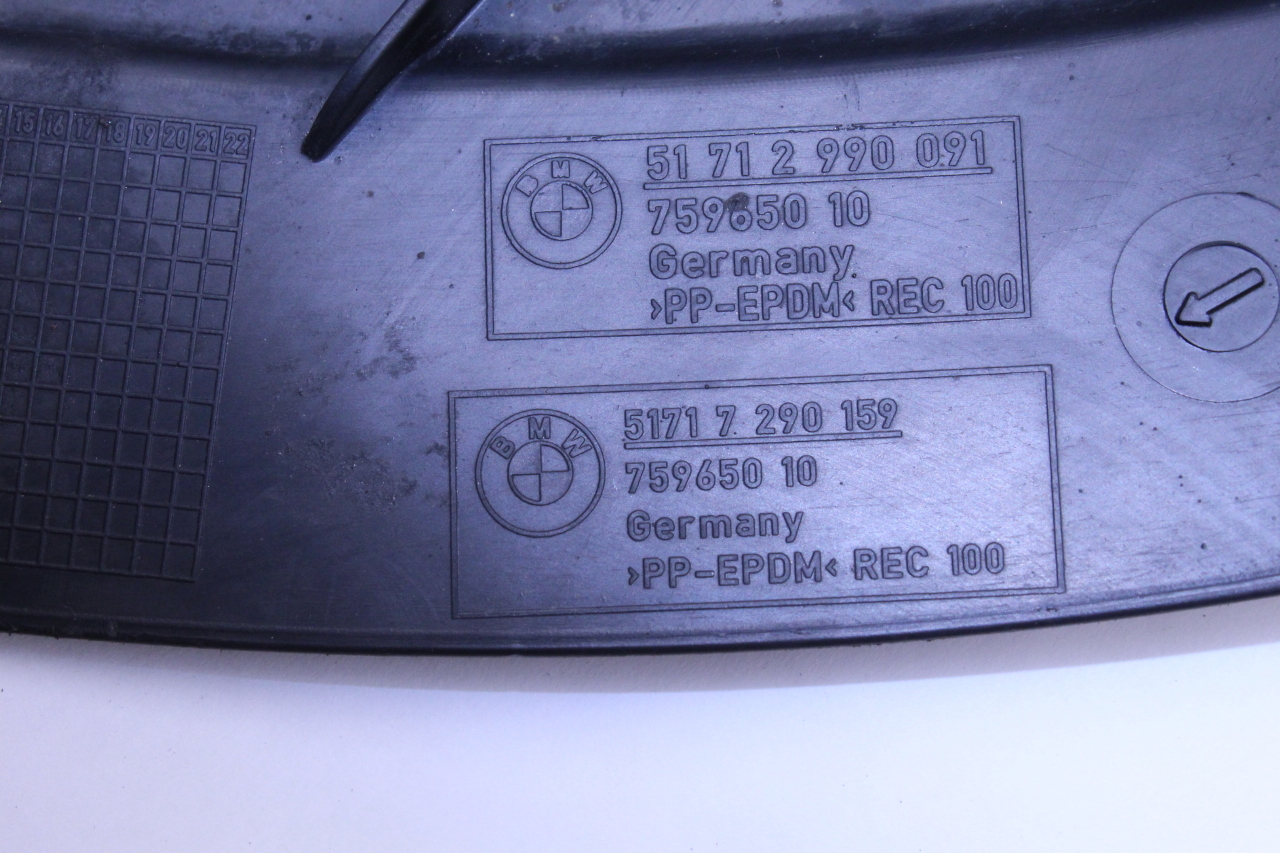 15 16 17 18 19 20 21 22
BMW
51 71 2 990 091
759650 10
Germany
>PP-EPDM< REC 100
BMW
5171 7 290 159
759650 10
Germany
>PP-EPDM< REC 100